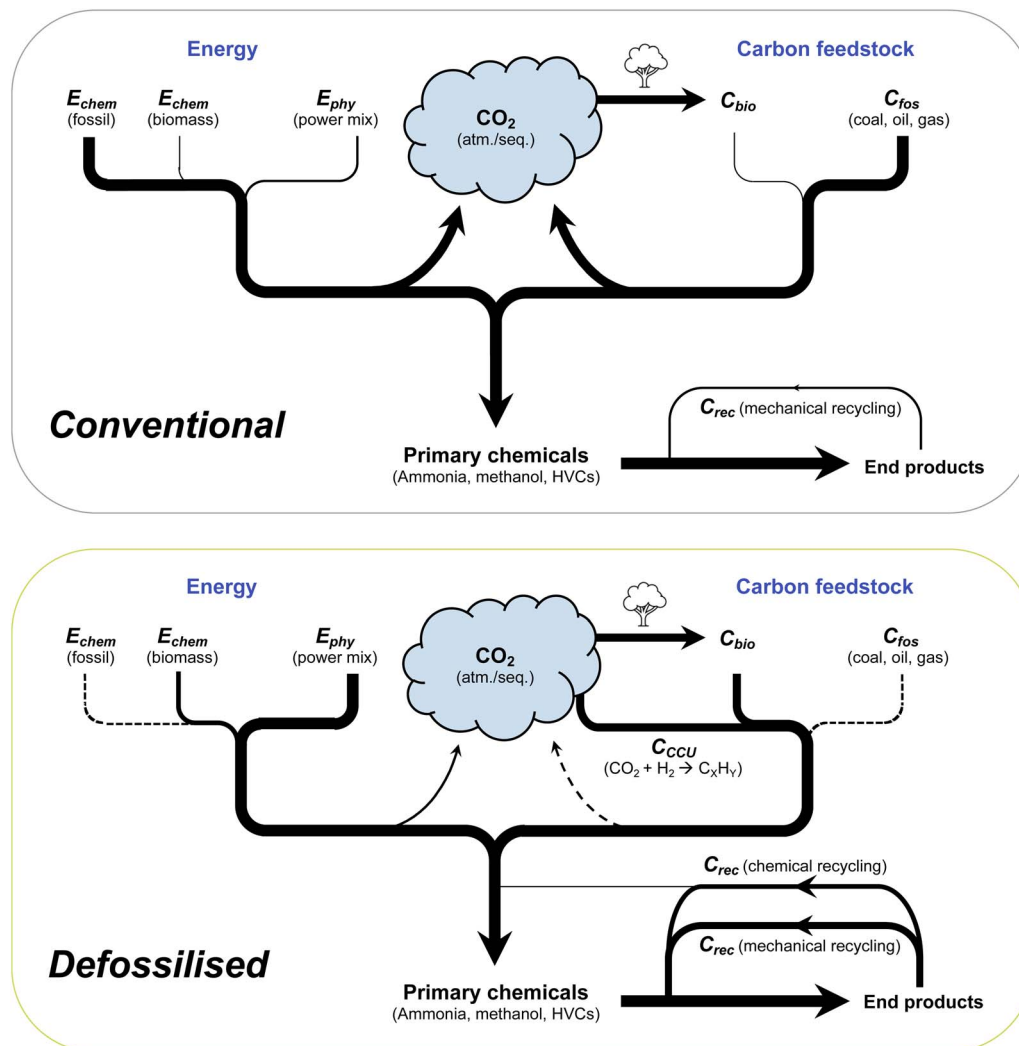 Energy
Carbon feedstock
E_chem
(fossil)
E_chem
(biomass)
E_phy
(power mix)
CO₂
(atm./seq.)
C_bio
C_fos
(coal, oil, gas)
Conventional
C_rec (mechanical recycling)
Primary chemicals
(Ammonia, methanol, HVCs)
End products
Energy
Carbon feedstock
E_chem
(fossil)
E_chem
(biomass)
E_phy
(power mix)
CO₂
(atm./seq.)
C_bio
C_fos
(coal, oil, gas)
C_CCU
(CO₂ + H₂ → C_XH_Y)
C_rec (chemical recycling)
C_rec (mechanical recycling)
Defossilised
Primary chemicals
(Ammonia, methanol, HVCs)
End products